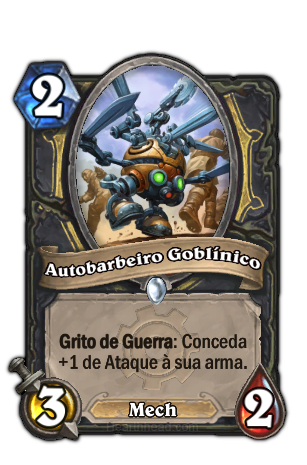 2
Autobarbeiro Goblínico
Grito de Guerra: Conceda
+1 de Ataque à sua arma.
3
Mech
2